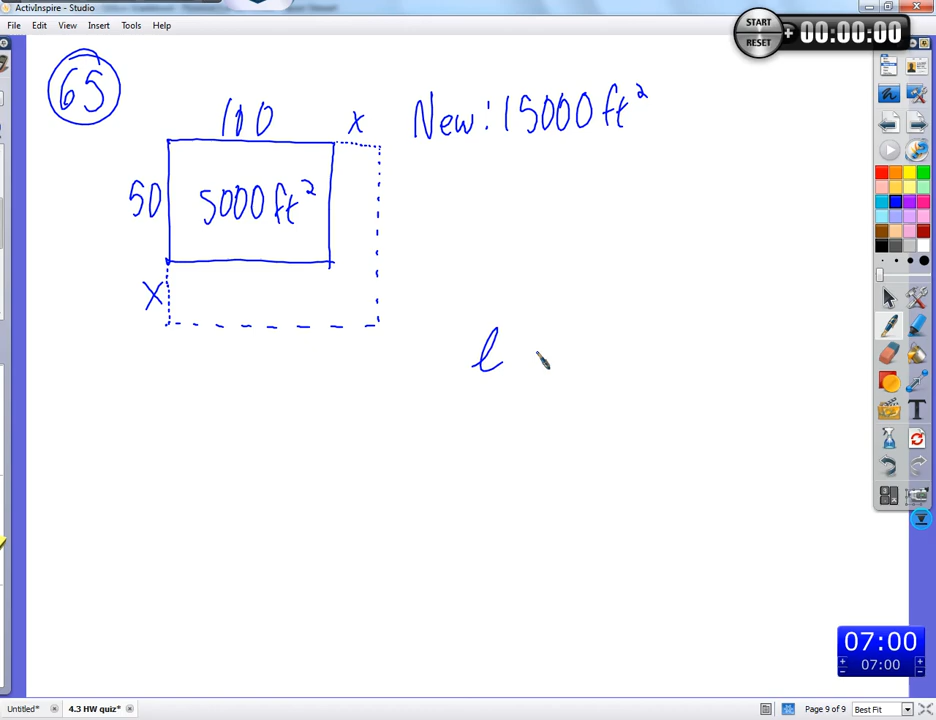 ActivInspire - Studio
File Edit View Insert Tools Help
START
RESET
00:00:00
65
100 x
New: 15000 ft²
50
5000 ft²
x
l
07:00
07:00
Untitled* 4.3 HW quiz* Page 9 of 9 Best Fit